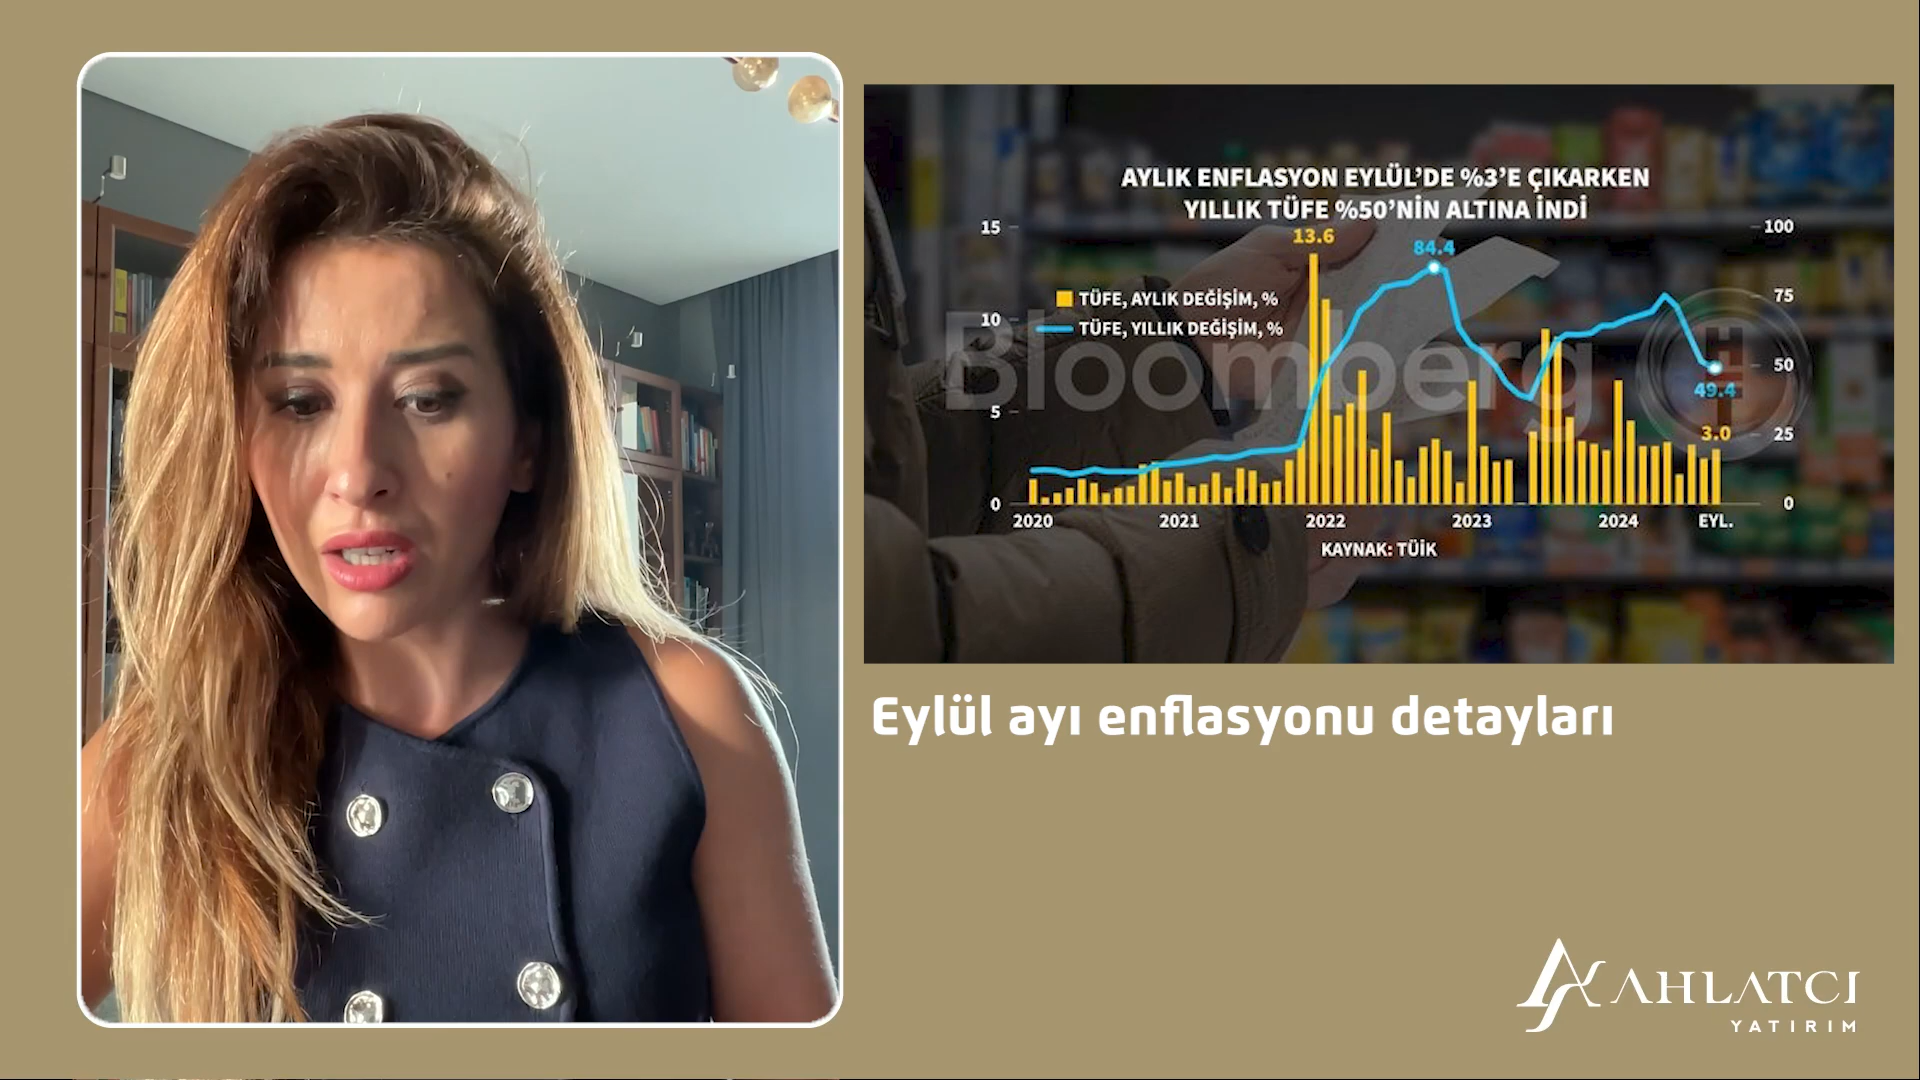 AYLIK ENFLASYON EYLÜL’DE %3’E ÇIKARKEN
YILLIK TÜFE %50’NİN ALTINA İNDİ
15
100
13.6
84.4
TÜFE, AYLIK DEĞİŞİM, %
75
10
TÜFE, YILLIK DEĞİŞİM, %
Bloomberg
HT
50
49.4
5
3.0
25
0
0
2020
2021
2022
2023
2024
EYL.
KAYNAK: TÜİK
Eylül ayı enflasyonu detayları
AHLATCI
YATIRIM